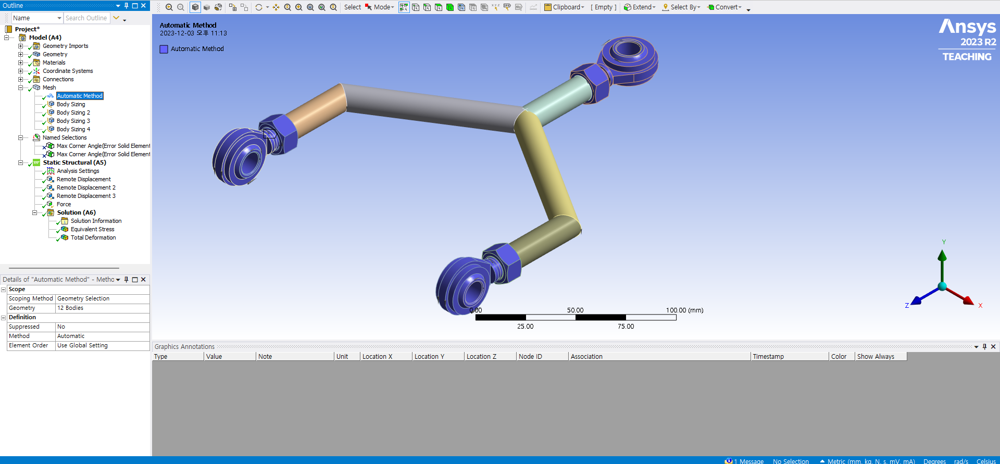 Outline
Name Search Outline
Project*
Model (A4)
Geometry Imports
Geometry
Materials
Coordinate Systems
Connections
Mesh
Automatic Method
Body Sizing
Body Sizing 2
Body Sizing 3
Body Sizing 4
Named Selections
Max Corner Angle(Error Solid Element
Max Corner Angle(Error Solid Element
Static Structural (A5)
Analysis Settings
Remote Displacement
Remote Displacement 2
Remote Displacement 3
Force
Solution (A6)
Solution Information
Equivalent Stress
Total Deformation
Details of "Automatic Method" - Metho
Scope
Scoping Method Geometry Selection
Geometry 12 Bodies
Definition
Suppressed No
Method Automatic
Element Order Use Global Setting
Select Mode Clipboard [ Empty ] Extend Select By Convert
Automatic Method
2023-12-03 오후 11:13
Automatic Method
Ansys
2023 R2
TEACHING
Y
Z
X
0.00 50.00 100.00 (mm)
25.00 75.00
Graphics Annotations
Type Value Note Unit Location X Location Y Location Z Node ID Association Timestamp Color Show Always
1 Message No Selection Metric (mm, kg, N, s, mV, mA) Degrees rad/s Celsius